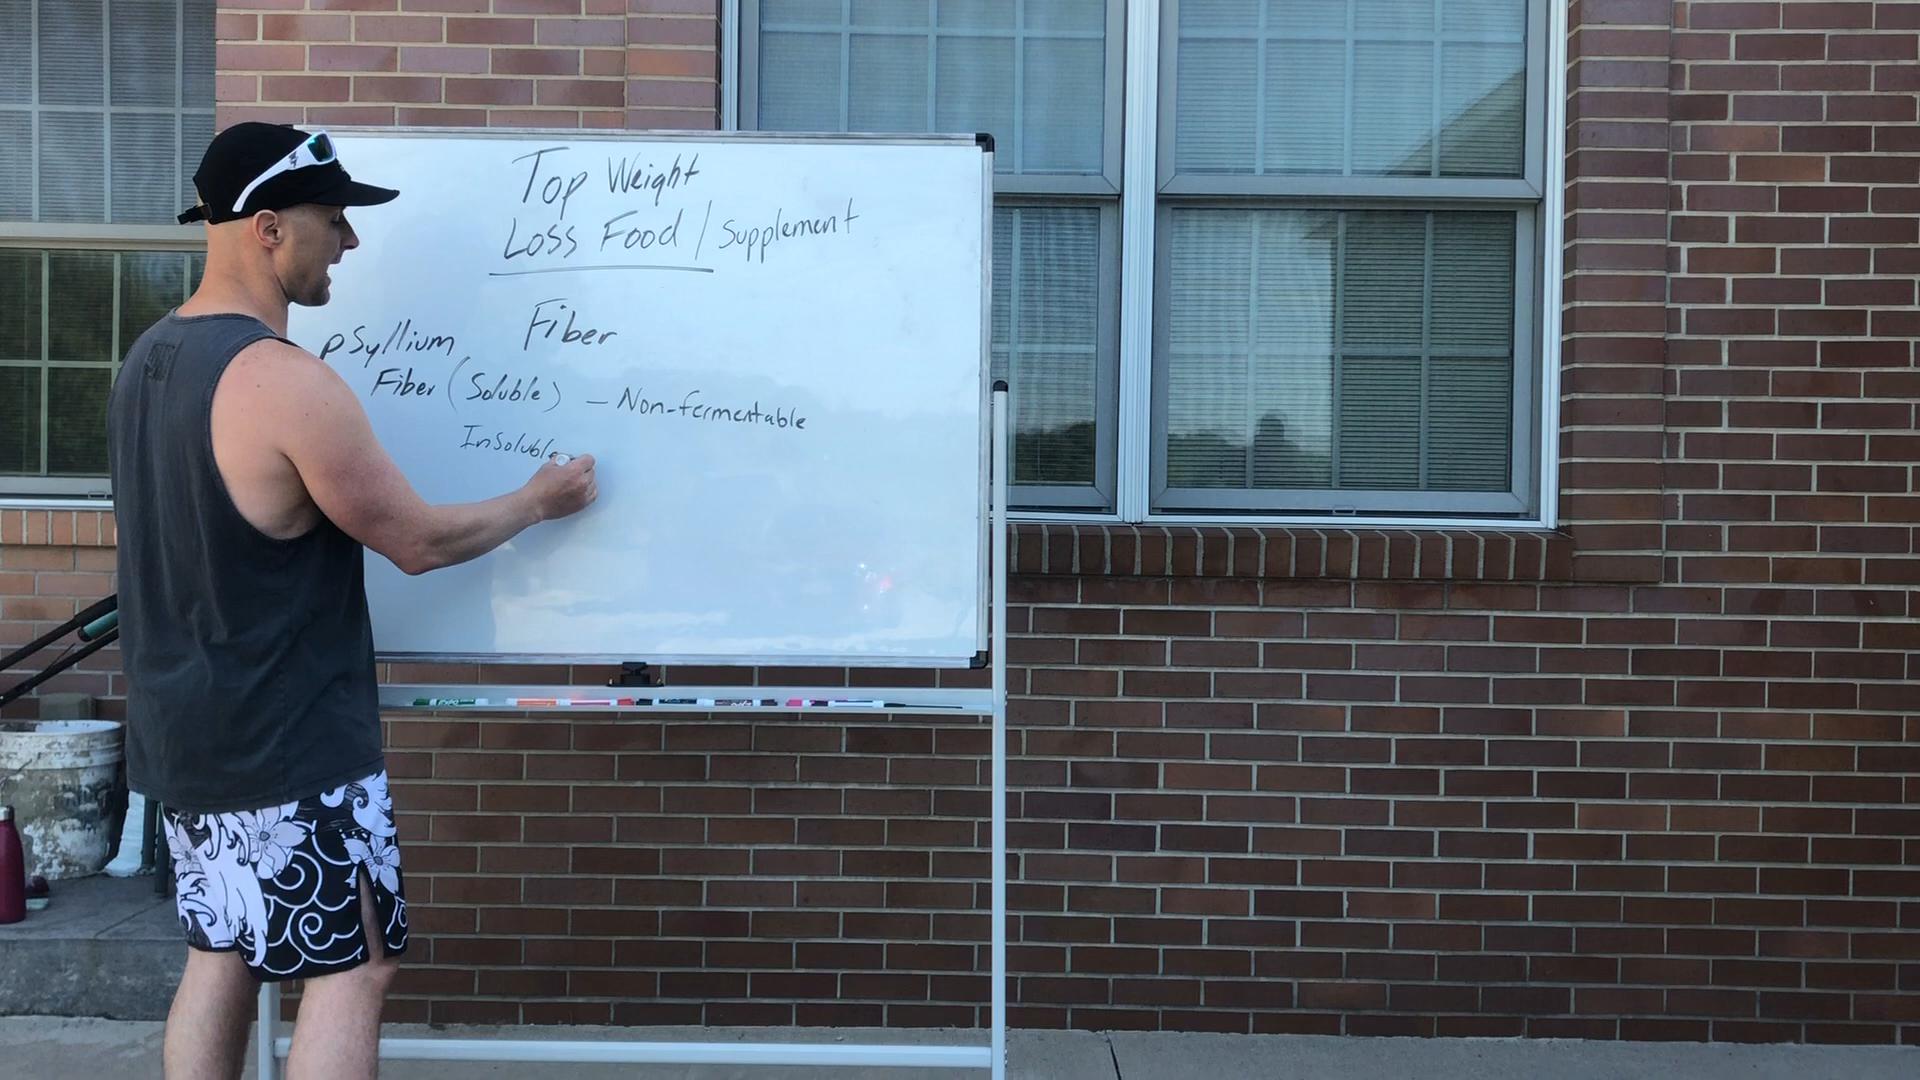 Top Weight
Loss Food / Supplement
Fiber
psyllium
Fiber (Soluble) – Non-fermentable
Insoluble